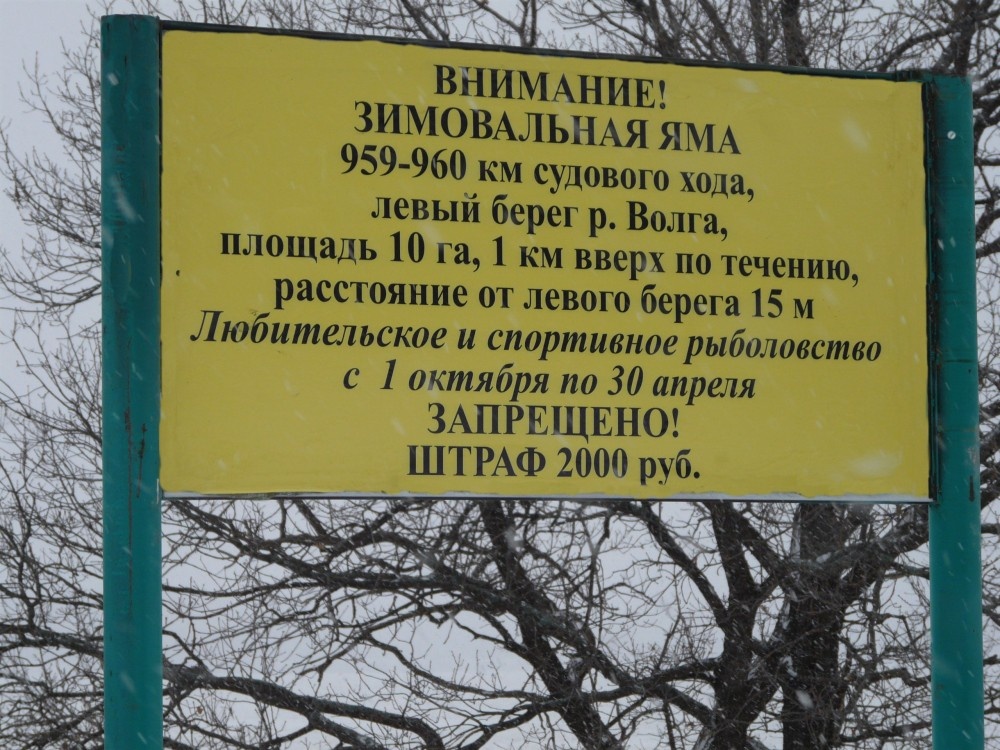 ВНИМАНИЕ!
ЗИМОВАЛЬНАЯ ЯМА
959-960 км судового хода,
левый берег р. Волга,
площадь 10 га, 1 км вверх по течению,
расстояние от левого берега 15 м
Любительское и спортивное рыболовство
с 1 октября по 30 апреля
ЗАПРЕЩЕНО!
ШТРАФ 2000 руб.